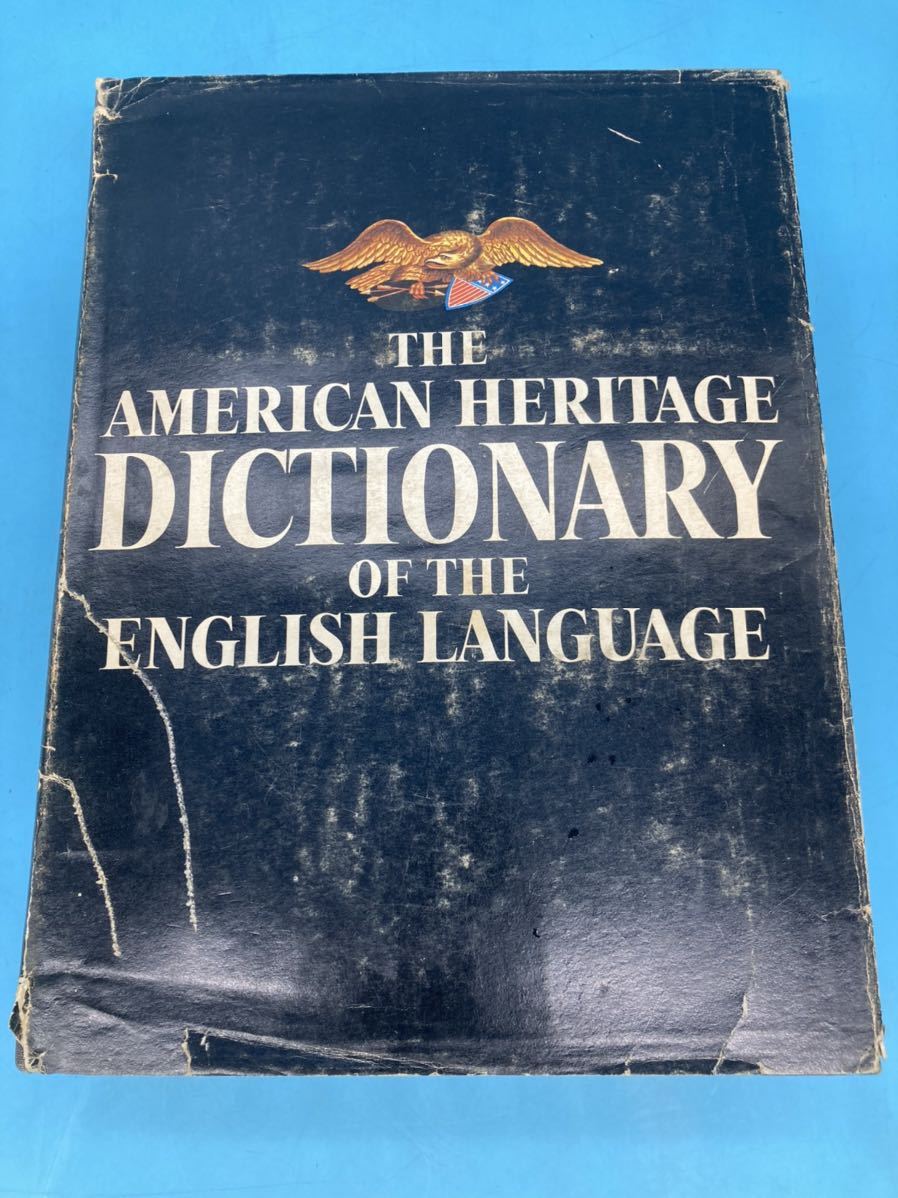 THE
AMERICAN HERITAGE
DICTIONARY
OF THE
ENGLISH LANGUAGE